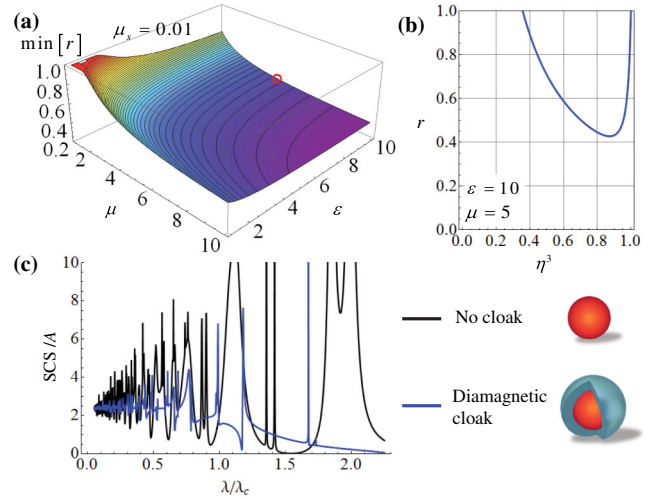 (a)
μs = 0.01
min[r]
1.0
0.8
0.6
0.4
0.2
2
4
6
8
10
μ
2
4
6
8
10
ε
(b)
1.0
0.8
0.6
0.4
0.2
0
r
ε = 10
μ = 5
0.0 0.2 0.4 0.6 0.8 1.0
η³
(c)
10
8
6
4
2
0
SCS /A
0.0 0.5 1.0 1.5 2.0
λ/λc
No cloak
Diamagnetic
cloak